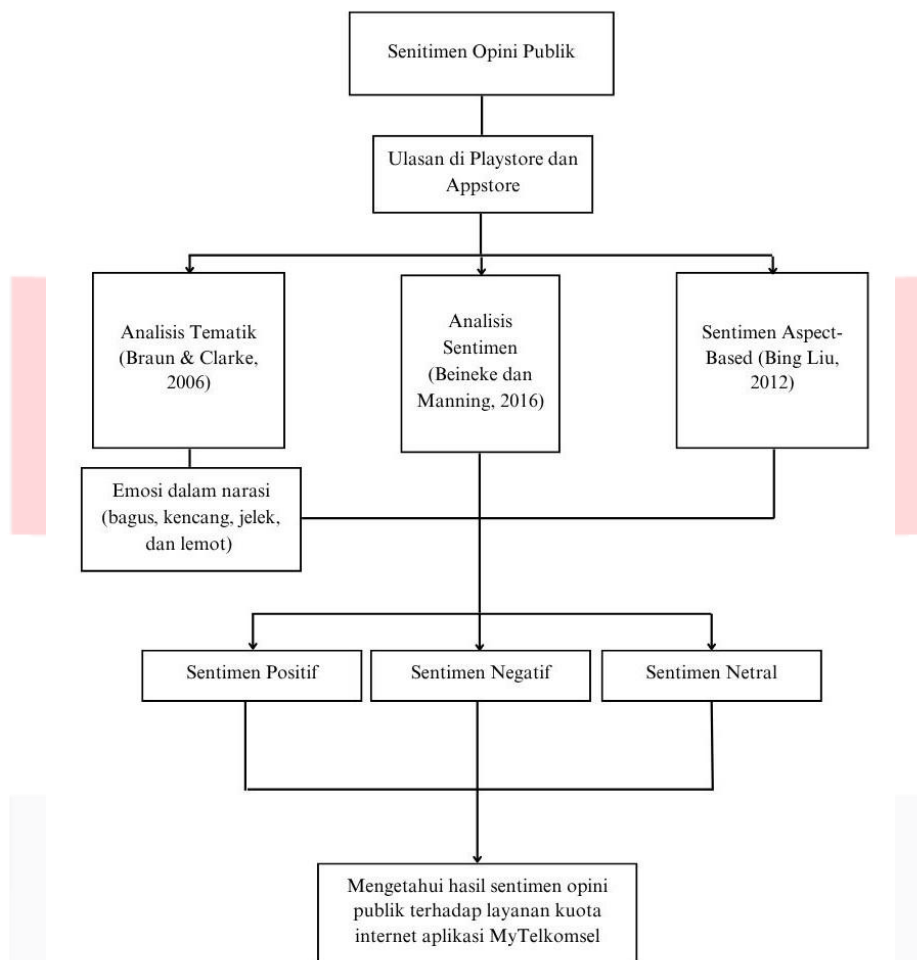 Senitimen Opini Publik
Ulasan di Playstore dan
Appstore
Analisis Tematik
(Braun & Clarke,
2006)
Analisis
Sentimen
(Beineke dan
Manning, 2016)
Sentimen Aspect-
Based (Bing Liu,
2012)
Emosi dalam narasi
(bagus, kencang, jelek,
dan lemot)
Sentimen Positif
Sentimen Negatif
Sentimen Netral
Mengetahui hasil sentimen opini
publik terhadap layanan kuota
internet aplikasi MyTelkomsel